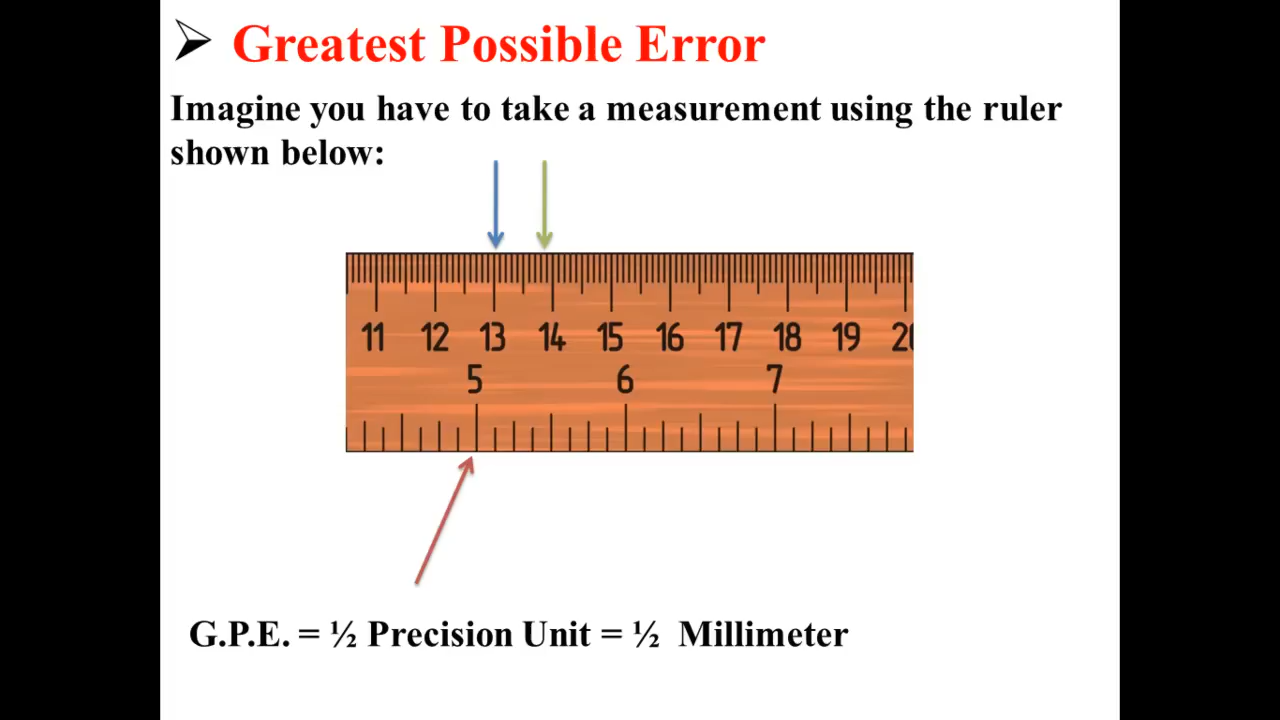 Greatest Possible Error
Imagine you have to take a measurement using the ruler
shown below:
11 12 13 14 15 16 17 18 19 20
5 6 7
G.P.E. = ½ Precision Unit = ½ Millimeter